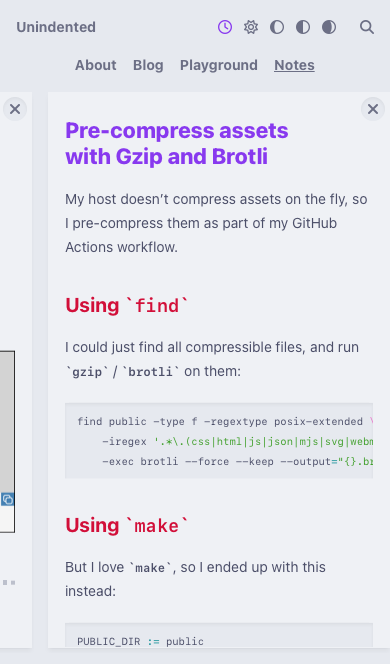 Unindented
About Blog Playground Notes
Pre-compress assets
with Gzip and Brotli
My host doesn’t compress assets on the fly, so
I pre-compress them as part of my GitHub
Actions workflow.
Using `find`
I could just find all compressible files, and run
`gzip` / `brotli` on them:
find public -type f -regextype posix-extended \
-iregex '.*\.(css|html|js|json|mjs|svg|webm
-exec brotli --force --keep --output="{}.br
Using `make`
But I love `make`, so I ended up with this
instead:
PUBLIC_DIR := public